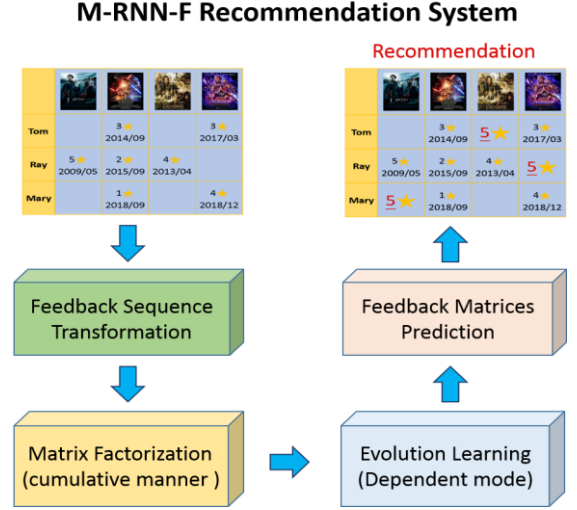 M-RNN-F Recommendation System
Recommendation
Tom
3
2014/09
3
2017/03
Ray
5
2009/05
2
2015/09
4
2013/04
Mary
1
2018/09
4
2018/12
Tom
3
2014/09
5
3
2017/03
Ray
5
2009/05
2
2015/09
4
2013/04
5
Mary
5
1
2018/09
4
2018/12
Feedback Sequence
Transformation
Feedback Matrices
Prediction
Matrix Factorization
(cumulative manner )
Evolution Learning
(Dependent mode)